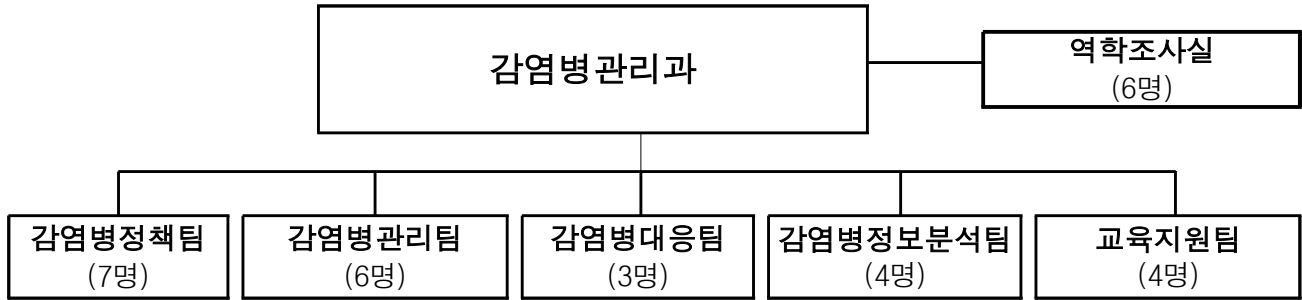 감염병관리과
역학조사실
(6명)
감염병정책팀
(7명)
감염병관리팀
(6명)
감염병대응팀
(3명)
감염병정보분석팀
(4명)
교육지원팀
(4명)